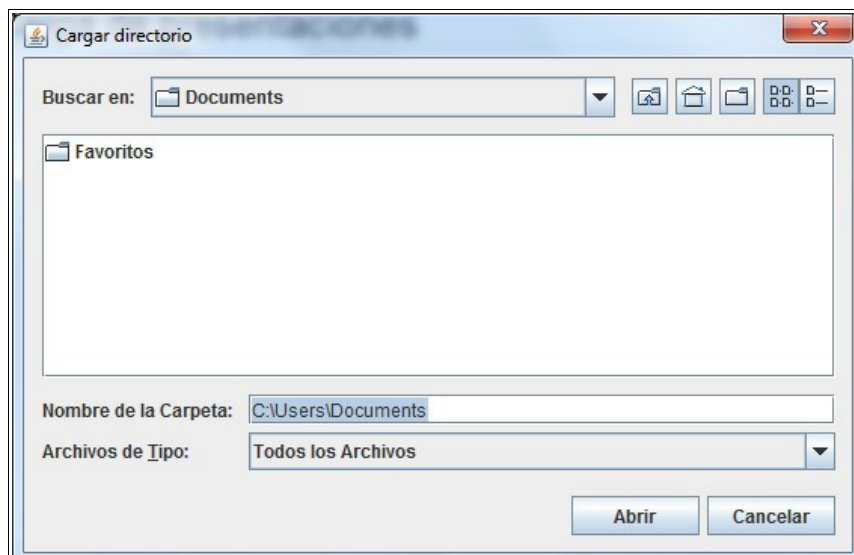 Cargar directorio
Buscar en: Documents
Favoritos
Nombre de la Carpeta: C:\Users\Documents
Archivos de Tipo: Todos los Archivos
Abrir Cancelar